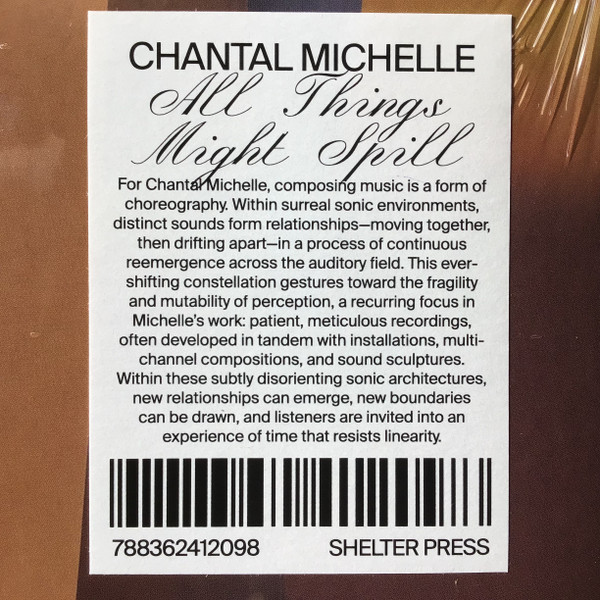 CHANTAL MICHELLE
All Things
Might Spill
For Chantal Michelle, composing music is a form of
choreography. Within surreal sonic environments,
distinct sounds form relationships—moving together,
then drifting apart—in a process of continuous
reemergence across the auditory field. This ever-
shifting constellation gestures toward the fragility
and mutability of perception, a recurring focus in
Michelle's work: patient, meticulous recordings,
often developed in tandem with installations, multi-
channel compositions, and sound sculptures.
Within these subtly disorienting sonic architectures,
new relationships can emerge, new boundaries
can be drawn, and listeners are invited into an
experience of time that resists linearity.
788362412098 SHELTER PRESS